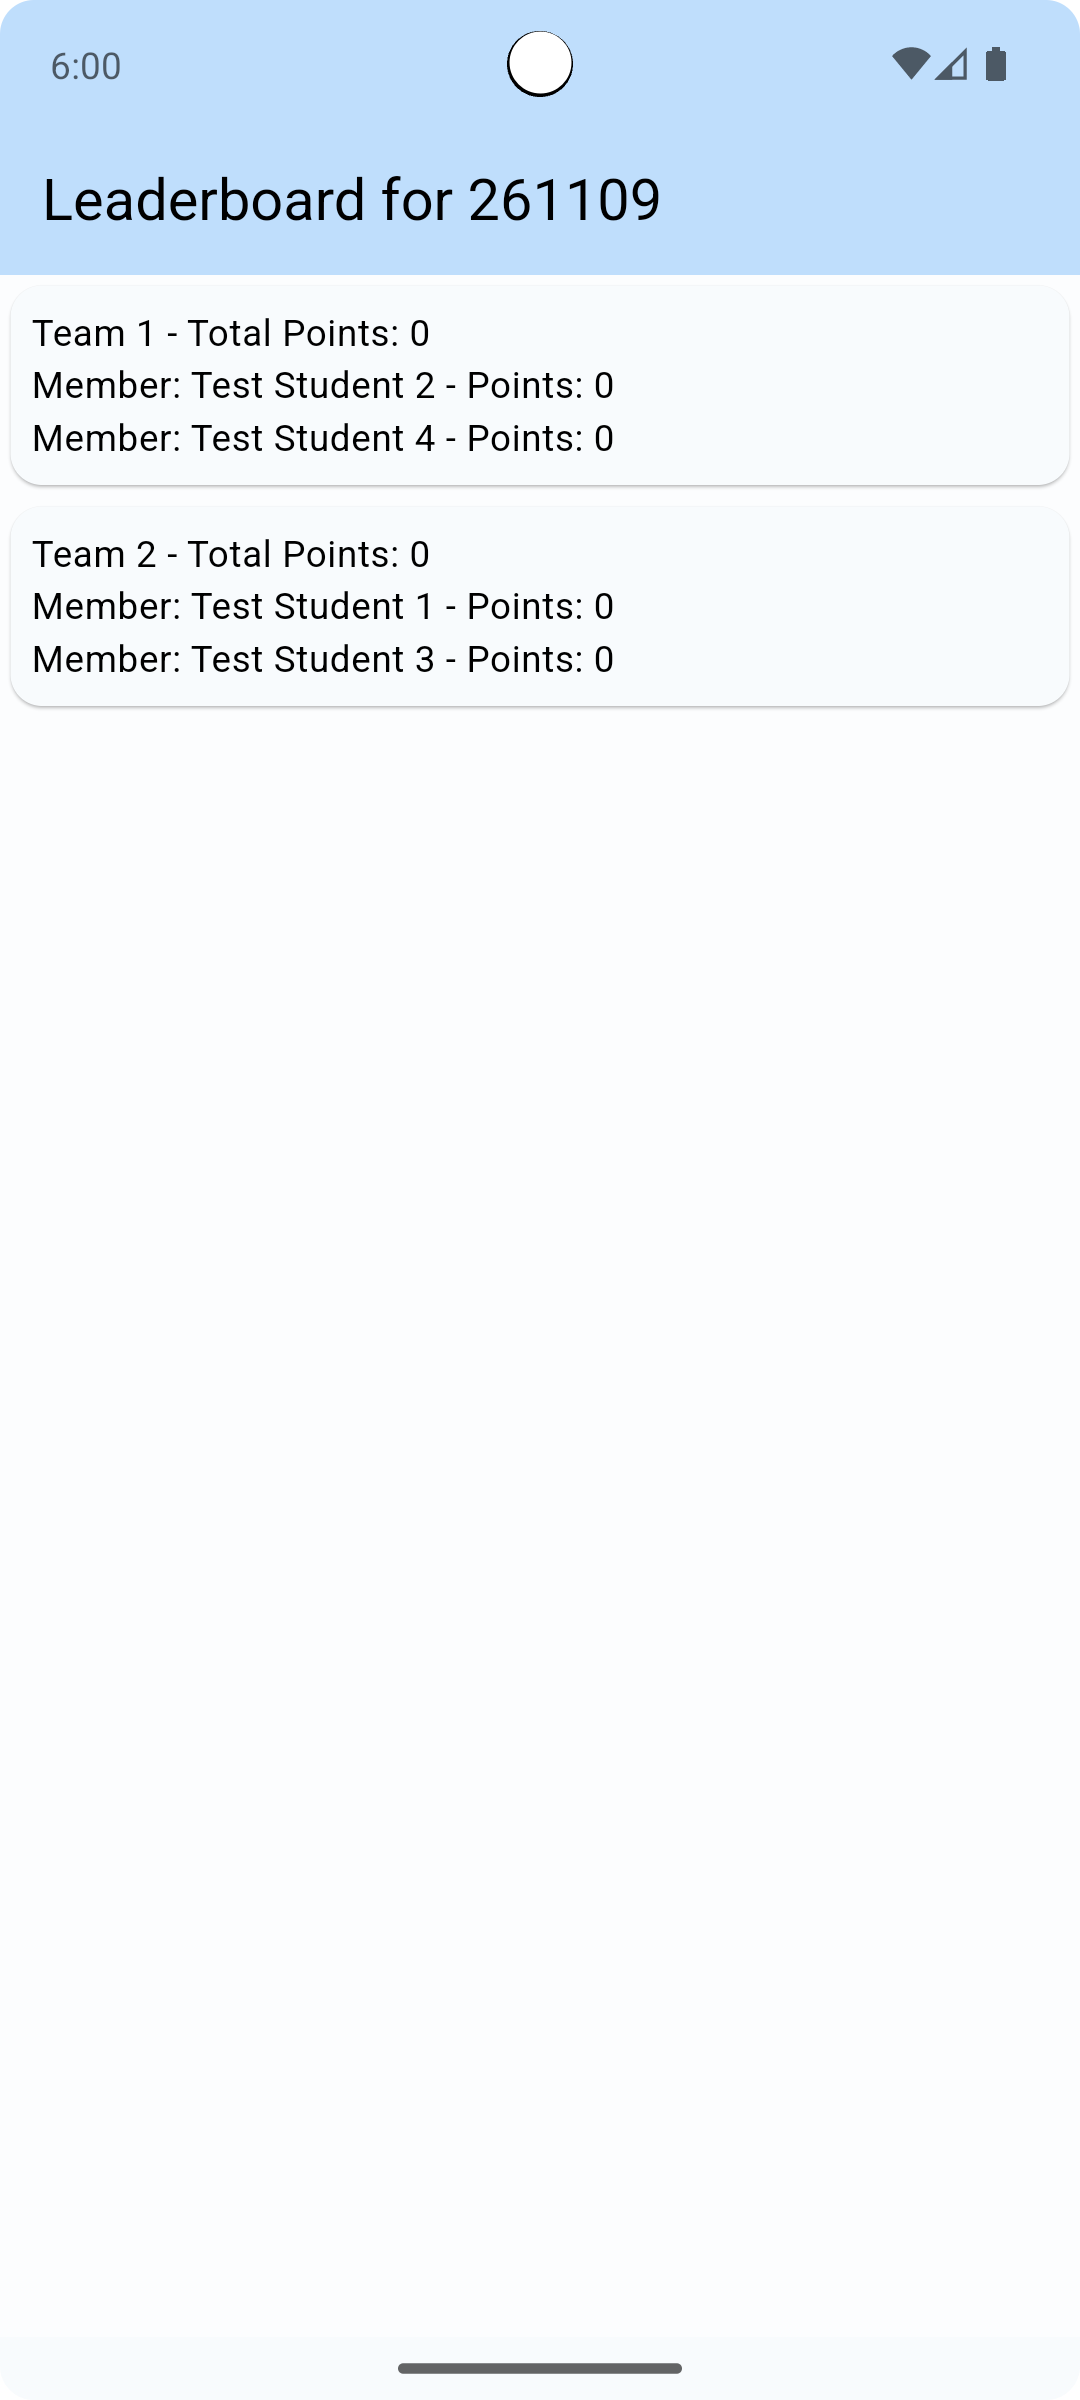 6:00
Leaderboard for 261109
Team 1 - Total Points: 0
Member: Test Student 2 - Points: 0
Member: Test Student 4 - Points: 0
Team 2 - Total Points: 0
Member: Test Student 1 - Points: 0
Member: Test Student 3 - Points: 0